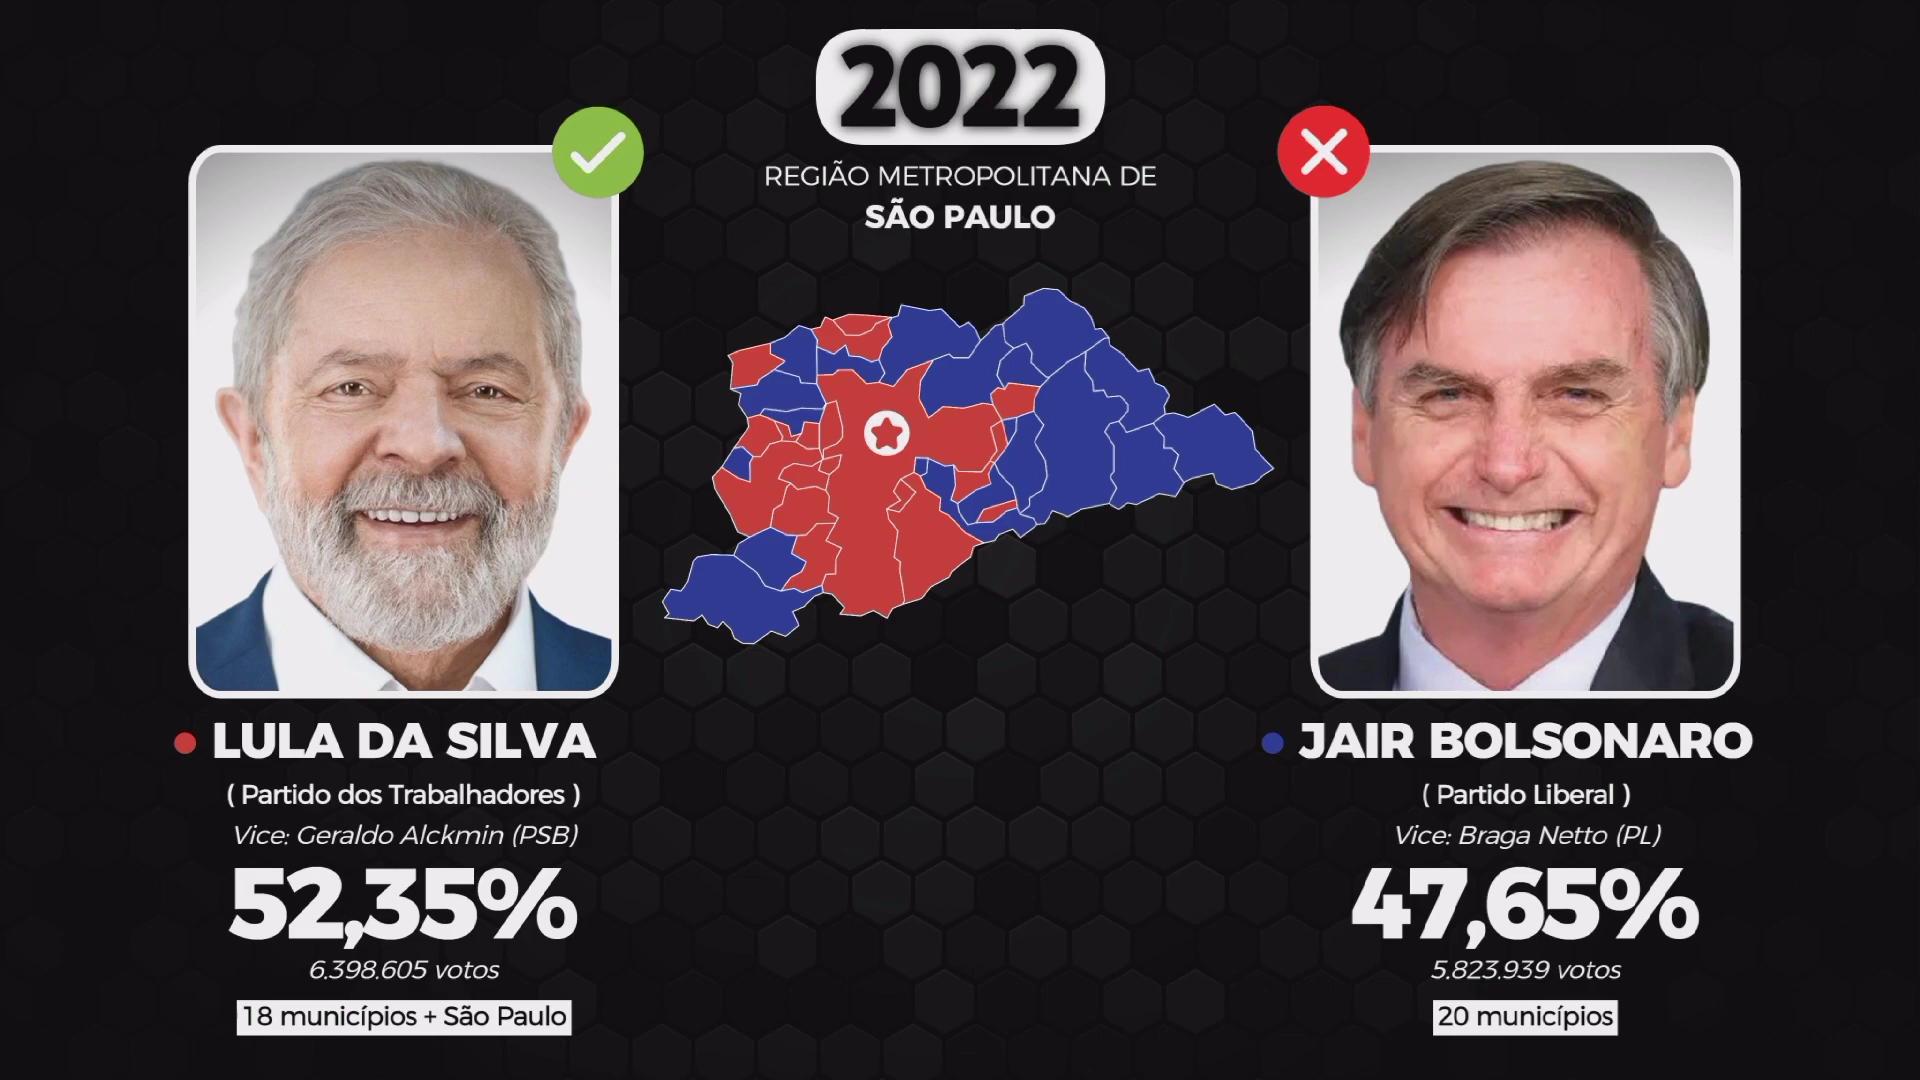 2022
REGIÃO METROPOLITANA DE
SÃO PAULO
LULA DA SILVA
( Partido dos Trabalhadores )
Vice: Geraldo Alckmin (PSB)
52,35%
6.398.605 votos
18 municípios + São Paulo
JAIR BOLSONARO
( Partido Liberal )
Vice: Braga Netto (PL)
47,65%
5.823.939 votos
20 municípios